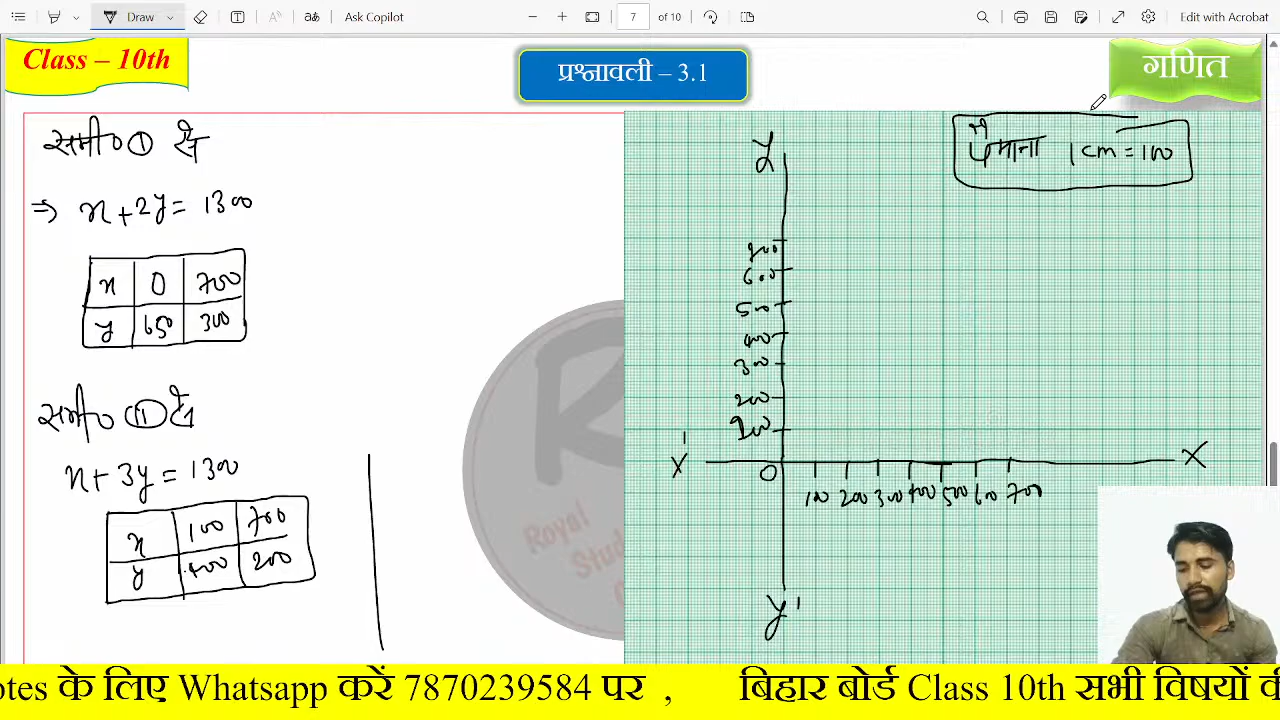 Draw
Ask Copilot
7
of 10
Edit with Acrobat
Class – 10th
प्रश्नावली – 3.1
गणित
समी० ① से
⇒ x + 2y = 1300
x 0 700
y 650 300
समी० ⑪ से
x + 3y = 1300
x 100 700
y 400 200
पैमाना 1cm = 100
Y
700
600
500
400
300
200
100
X' O X
100 200 300 400 500 600 700
Y'
Royal
Stud
otes के लिए Whatsapp करें 7870239584 पर , बिहार बोर्ड Class 10th सभी विषयों की